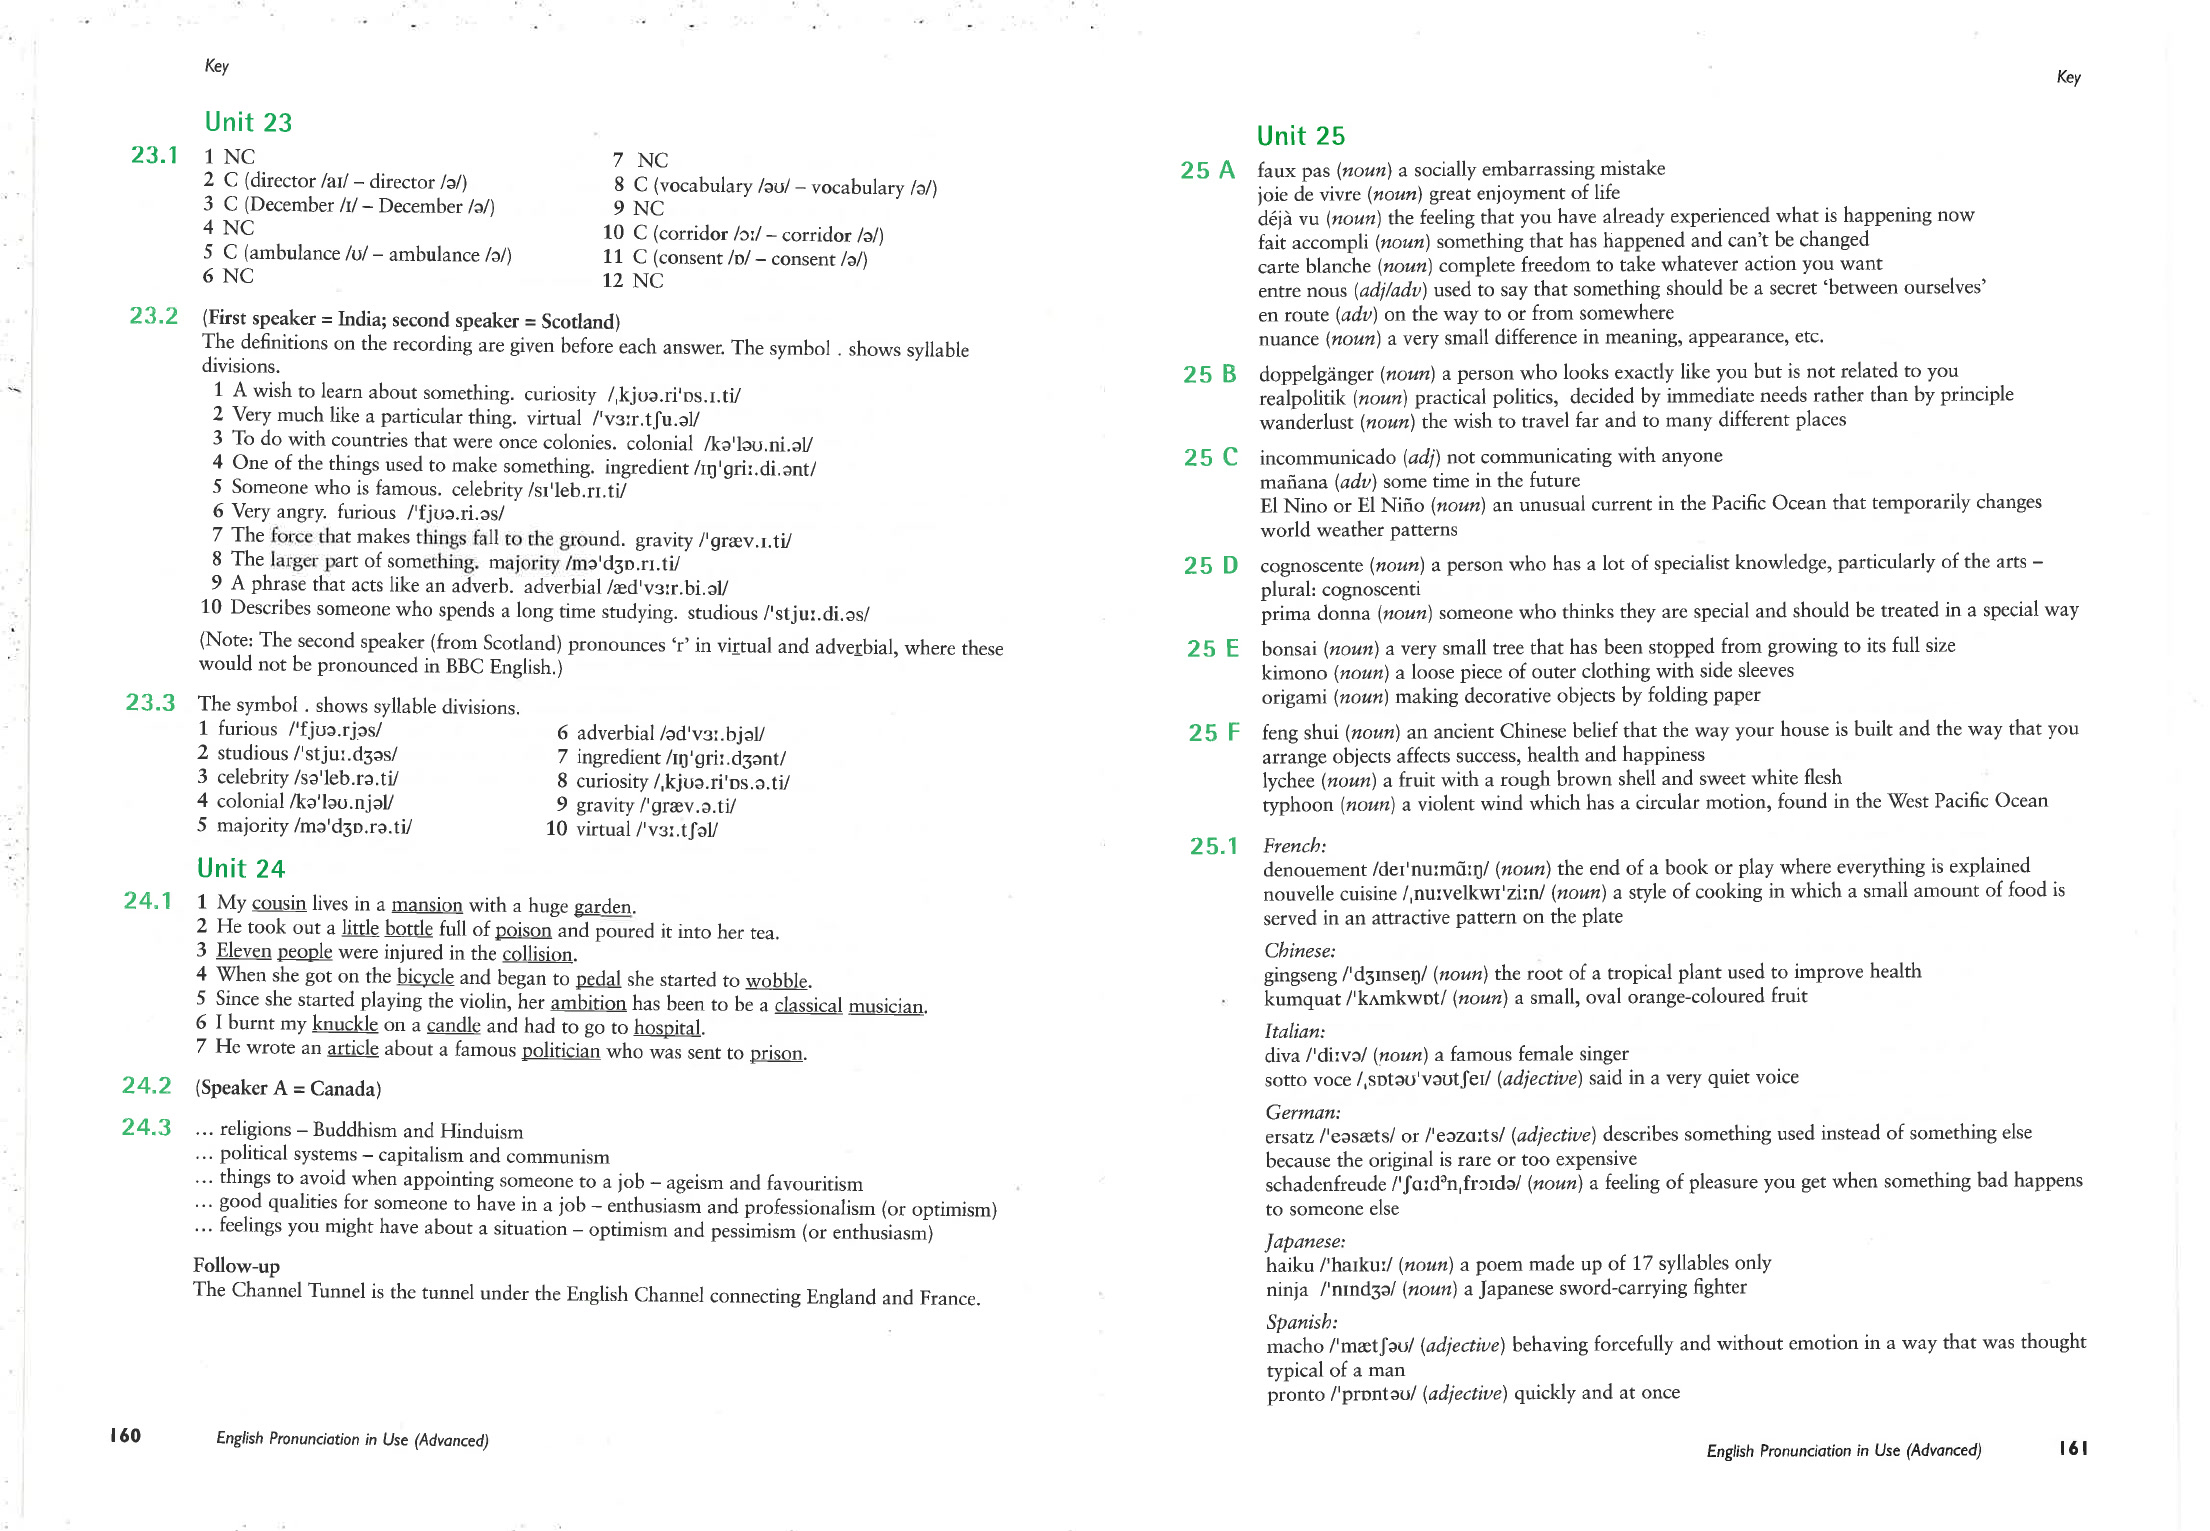 Key
Unit 23
23.1 1 NC
2 C (director /aɪ/ – director /ə/)
3 C (December /ɪ/ – December /ə/)
4 NC
5 C (ambulance /ʊ/ – ambulance /ə/)
6 NC
7 NC
8 C (vocabulary /əʊ/ – vocabulary /ə/)
9 NC
10 C (corridor /ɔː/ – corridor /ə/)
11 C (consent /ɒ/ – consent /ə/)
12 NC
23.2 (First speaker = India; second speaker = Scotland)
The definitions on the recording are given before each answer. The symbol . shows syllable
divisions.
1 A wish to learn about something. curiosity /ˌkjʊə.ri'ɒs.ɪ.ti/
2 Very much like a particular thing. virtual /'vɜːr.tʃu.əl/
3 To do with countries that were once colonies. colonial /kə'ləʊ.ni.əl/
4 One of the things used to make something. ingredient /ɪŋ'griː.di.ənt/
5 Someone who is famous. celebrity /sɪ'leb.rɪ.ti/
6 Very angry. furious /'fjʊə.ri.əs/
7 The force that makes things fall to the ground. gravity /'græv.ɪ.ti/
8 The larger part of something. majority /mə'dʒɒ.rɪ.ti/
9 A phrase that acts like an adverb. adverbial /æd'vɜːr.bi.əl/
10 Describes someone who spends a long time studying. studious /'stjuː.di.əs/
(Note: The second speaker (from Scotland) pronounces ‘r’ in virtual and adverbial, where these
would not be pronounced in BBC English.)
23.3 The symbol . shows syllable divisions.
1 furious /'fjʊə.rjəs/
2 studious /'stjuː.dʒəs/
3 celebrity /sə'leb.rə.ti/
4 colonial /kə'ləʊ.njəl/
5 majority /mə'dʒɒ.rə.ti/
6 adverbial /əd'vɜː.bjəl/
7 ingredient /ɪŋ'griː.dʒənt/
8 curiosity /ˌkjʊə.ri'ɒs.ə.ti/
9 gravity /'græv.ə.ti/
10 virtual /'vɜː.tʃəl/
Unit 24
24.1 1 My cousin lives in a mansion with a huge garden.
2 He took out a little bottle full of poison and poured it into her tea.
3 Eleven people were injured in the collision.
4 When she got on the bicycle and began to pedal she started to wobble.
5 Since she started playing the violin, her ambition has been to be a classical musician.
6 I burnt my knuckle on a candle and had to go to hospital.
7 He wrote an article about a famous politician who was sent to prison.
24.2 (Speaker A = Canada)
24.3 ... religions – Buddhism and Hinduism
... political systems – capitalism and communism
... things to avoid when appointing someone to a job – ageism and favouritism
... good qualities for someone to have in a job – enthusiasm and professionalism (or optimism)
... feelings you might have about a situation – optimism and pessimism (or enthusiasm)
Follow-up
The Channel Tunnel is the tunnel under the English Channel connecting England and France.
160 English Pronunciation in Use (Advanced)
Key
Unit 25
25 A faux pas (noun) a socially embarrassing mistake
joie de vivre (noun) great enjoyment of life
déjà vu (noun) the feeling that you have already experienced what is happening now
fait accompli (noun) something that has happened and can’t be changed
carte blanche (noun) complete freedom to take whatever action you want
entre nous (adj/adv) used to say that something should be a secret ‘between ourselves’
en route (adv) on the way to or from somewhere
nuance (noun) a very small difference in meaning, appearance, etc.
25 B doppelgänger (noun) a person who looks exactly like you but is not related to you
realpolitik (noun) practical politics, decided by immediate needs rather than by principle
wanderlust (noun) the wish to travel far and to many different places
25 C incommunicado (adj) not communicating with anyone
mañana (adv) some time in the future
El Nino or El Niño (noun) an unusual current in the Pacific Ocean that temporarily changes
world weather patterns
25 D cognoscente (noun) a person who has a lot of specialist knowledge, particularly of the arts –
plural: cognoscenti
prima donna (noun) someone who thinks they are special and should be treated in a special way
25 E bonsai (noun) a very small tree that has been stopped from growing to its full size
kimono (noun) a loose piece of outer clothing with side sleeves
origami (noun) making decorative objects by folding paper
25 F feng shui (noun) an ancient Chinese belief that the way your house is built and the way that you
arrange objects affects success, health and happiness
lychee (noun) a fruit with a rough brown shell and sweet white flesh
typhoon (noun) a violent wind which has a circular motion, found in the West Pacific Ocean
25.1 French:
denouement /deɪ'nuːmɑ̃ːŋ/ (noun) the end of a book or play where everything is explained
nouvelle cuisine /ˌnuːvelkwɪ'ziːn/ (noun) a style of cooking in which a small amount of food is
served in an attractive pattern on the plate
Chinese:
gingseng /'dʒɪnseŋ/ (noun) the root of a tropical plant used to improve health
kumquat /'kʌmkwɒt/ (noun) a small, oval orange-coloured fruit
Italian:
diva /'diːvə/ (noun) a famous female singer
sotto voce /ˌsɒtəʊ'vəʊtʃeɪ/ (adjective) said in a very quiet voice
German:
ersatz /'eəsæts/ or /'eəzɑːts/ (adjective) describes something used instead of something else
because the original is rare or too expensive
schadenfreude /'ʃɑːdᵊnˌfrɔɪdə/ (noun) a feeling of pleasure you get when something bad happens
to someone else
Japanese:
haiku /'haɪkuː/ (noun) a poem made up of 17 syllables only
ninja /'nɪndʒə/ (noun) a Japanese sword-carrying fighter
Spanish:
macho /'mætʃəʊ/ (adjective) behaving forcefully and without emotion in a way that was thought
typical of a man
pronto /'prɒntəʊ/ (adjective) quickly and at once
English Pronunciation in Use (Advanced) 161